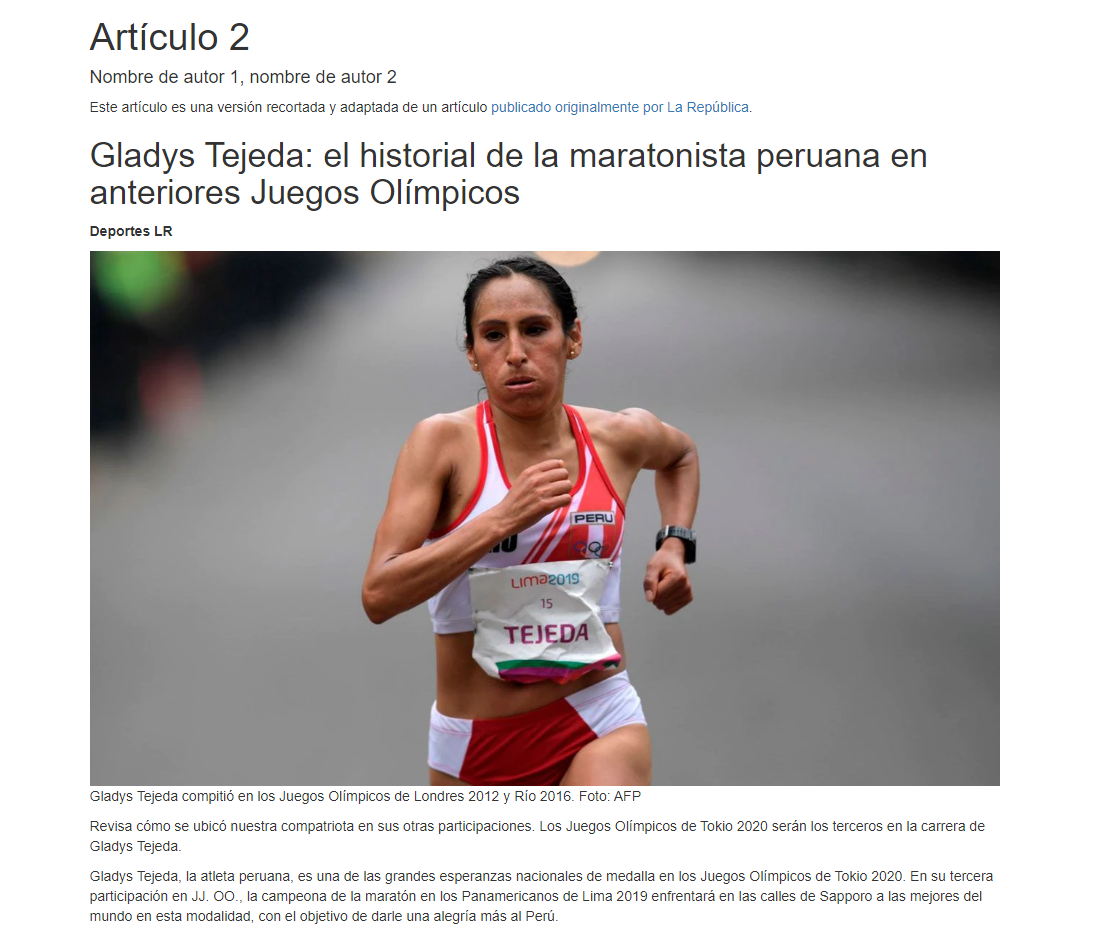 Artículo 2
Nombre de autor 1, nombre de autor 2
Este artículo es una versión recortada y adaptada de un artículo publicado originalmente por La República.
Gladys Tejeda: el historial de la maratonista peruana en
anteriores Juegos Olímpicos
Deportes LR
PERU
Lima2019
15
TEJEDA
Gladys Tejeda compitió en los Juegos Olímpicos de Londres 2012 y Río 2016. Foto: AFP
Revisa cómo se ubicó nuestra compatriota en sus otras participaciones. Los Juegos Olímpicos de Tokio 2020 serán los terceros en la carrera de
Gladys Tejeda.
Gladys Tejeda, la atleta peruana, es una de las grandes esperanzas nacionales de medalla en los Juegos Olímpicos de Tokio 2020. En su tercera
participación en JJ. OO., la campeona de la maratón en los Panamericanos de Lima 2019 enfrentará en las calles de Sapporo a las mejores del
mundo en esta modalidad, con el objetivo de darle una alegría más al Perú.